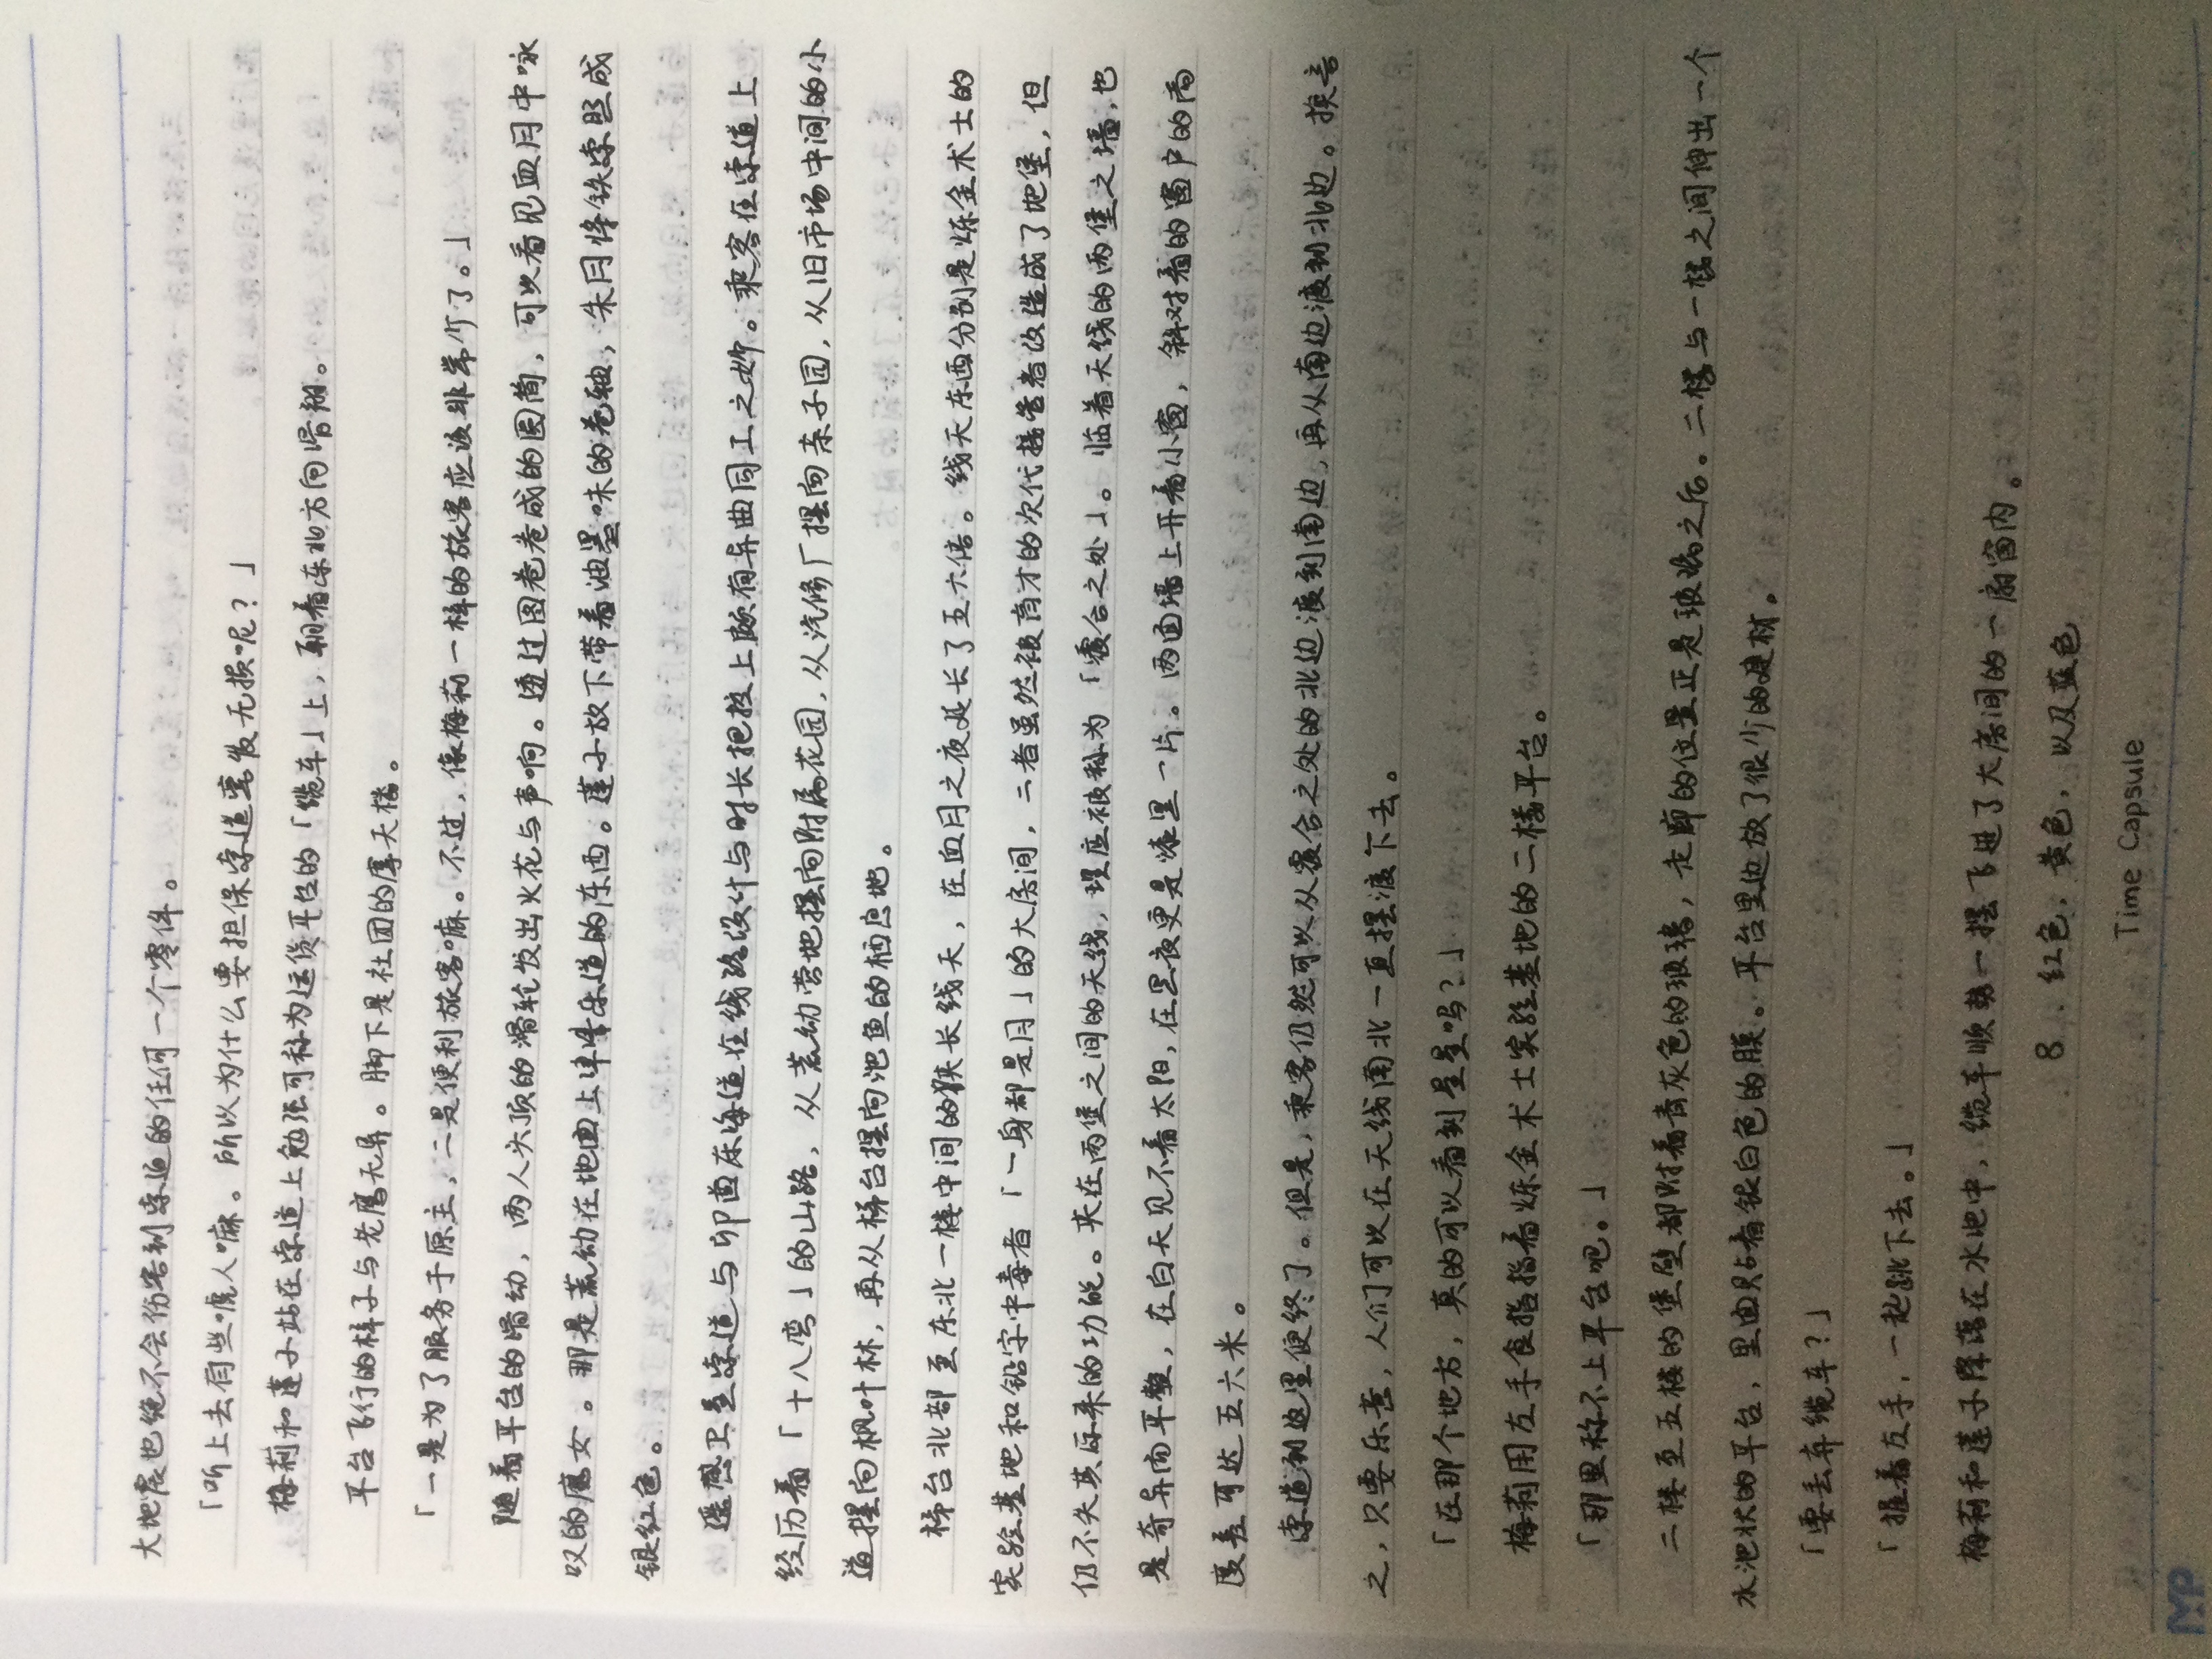 大地震也绝不会伤害到索道的任何一个零件。
「听上去有些唬人嘛。所以为什么要担保索道毫发无损呢？」
梅莉和莲子站在索道上勉强可称为运货平台的「缆车」上，朝着东北方向滑翔。
平台飞行的样子与老鹰无异。脚下是社团的摩天楼。
「一是为了服务于原主，二是便利旅客嘛。不过，像梅莉一样的旅客应该非常少了。」
随着平台的滑动，两人头顶的滑轮发出火花与声响。透过图卷卷成的圆筒，可以看见血月中咏
叹的魔女。那是荒幼在地面上津津乐道的东西。莲子放下带着油墨味的卷轴，朱月将铁索照成
银红色。
遥感卫星索道与卯酉东海道在线路设计与时长把控上颇有异曲同工之妙。乘客在索道上
经历着「十八弯」的山路，从荒幼营地摆向附属花园，从汽修厂摆向亲子园，从旧市场中间的小
道摆向枫叶林，再从梯台摆向池鱼的栖息地。
梯台北部至东北一楼中间的狭长线天，在血月之夜延长了五六倍。线天东西分别是炼金术士的
实验基地和铅字中毒者「一身都是月」的大房间，二者虽然被育才的次代接管者改造成了地堡，但
仍不失其原来的功能。夹在两堡之间的天线，理应被称为「覆合之处」。临着天线的两堡之墙，也
是奇异而平整，在白天见不着太阳，在黑夜更是漆黑一片。两面墙上开着小窗，斜对着的窗户的高
度差可达五六米。
索道到这里便终了。但是，乘客仍然可以从覆合之处的北边渡到南边，再从南边渡到北边。换言
之，只要乐意，人们可以在天线南北一直摆渡下去。
「在那个地方，真的可以看到星星吗？」
梅莉用左手食指指着炼金术士实验基地的二楼平台。
「那里称不上平台吧。」
二楼至五楼的堡壁都附着青灰色的玻璃，走廊的位置正是玻璃之后。二楼与一楼之间伸出一个
水池状的平台，里面贴着银白色的膜。平台里边放了很少的建材。
「要丢弃缆车？」
「握着左手，一起跳下去。」
梅莉和莲子降落在水池中，缆车顺势一摆飞进了大房间的一扇窗内。
8．红色，黄色，以及蓝色
Time Capsule
MP